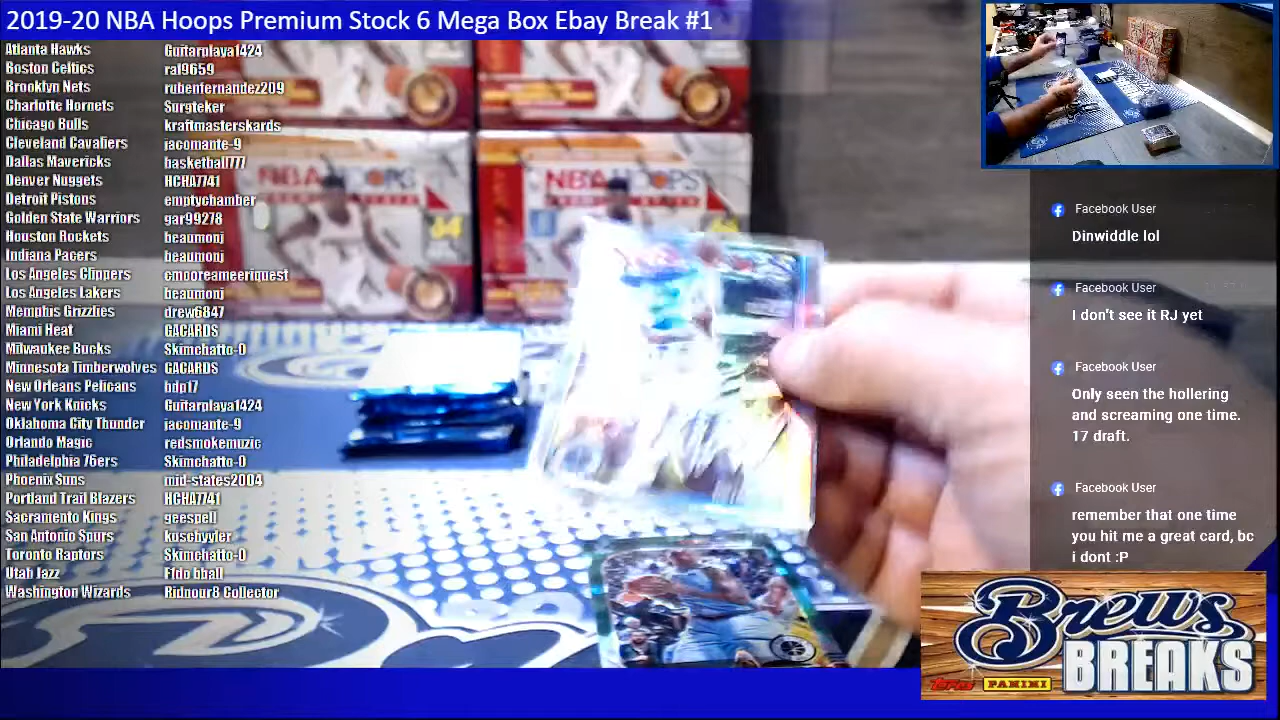 2019-20 NBA Hoops Premium Stock 6 Mega Box Ebay Break #1
Atlanta Hawks Guitarplaya1424
Boston Celtics ral9659
Brooklyn Nets rubenfernandez209
Charlotte Hornets Surgteker
Chicago Bulls kraftmasterskards
Cleveland Cavaliers jacomante-9
Dallas Mavericks basketball777
Denver Nuggets HCHA7741
Detroit Pistons emptychamber
Golden State Warriors gar99278
Houston Rockets beaumonj
Indiana Pacers beaumonj
Los Angeles Clippers cmooreameeriquest
Los Angeles Lakers beaumonj
Memphis Grizzlies drew6847
Miami Heat GACARDS
Milwaukee Bucks Skimchatto-0
Minnesota Timberwolves GACARDS
New Orleans Pelicans bdp17
New York Knicks Guitarplaya1424
Oklahoma City Thunder jacomante-9
Orlando Magic redsmokemuzic
Philadelphia 76ers Skimchatto-0
Phoenix Suns mid-states2004
Portland Trail Blazers HCHA7741
Sacramento Kings geespell
San Antonio Spurs
Toronto Raptors Skimchatto-0
Utah Jazz Fido bball
Washington Wizards Ridnour8 Collector
NBA HOOPS
NBA HOOPS
Facebook User
Dinwiddle lol
Facebook User
I don't see it RJ yet
Facebook User
Only seen the hollering
and screaming one time.
17 draft.
Facebook User
remember that one time
you hit me a great card, bc
i dont :P
Brews
BREAKS
Topps PANINI